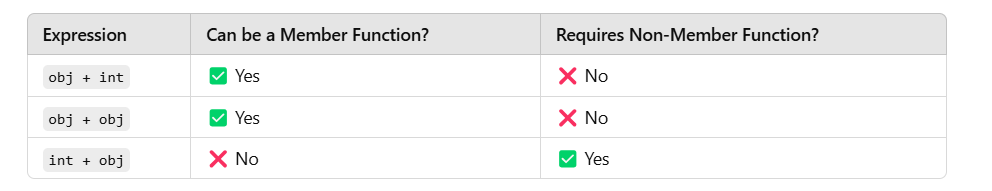 Expression Can be a Member Function? Requires Non-Member Function?
obj + int ✅ Yes ❌ No
obj + obj ✅ Yes ❌ No
int + obj ❌ No ✅ Yes